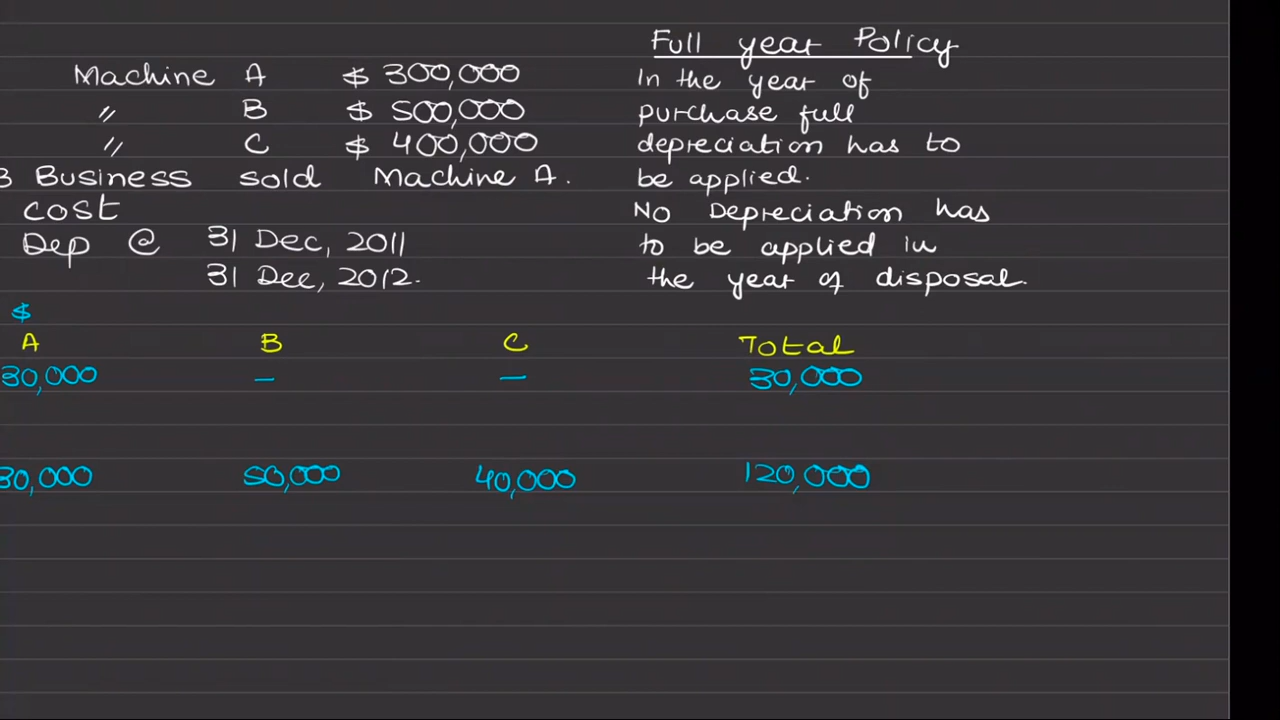 Full year Policy
Machine A $ 300,000 In the year of
" B $ 500,000 purchase full
" C $ 400,000 depreciation has to
3 Business sold Machine A. be applied.
cost No Depreciation has
Dep @ 31 Dec, 2011 to be applied in
31 Dec, 2012. the year of disposal.
$
A B C Total
30,000 – – 30,000
30,000 50,000 40,000 120,000